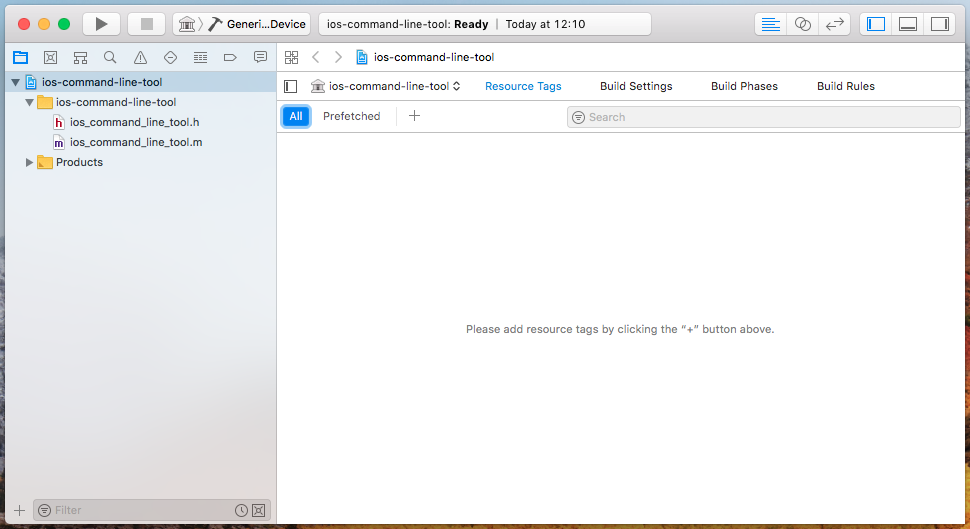 Generi...Device
ios-command-line-tool: Ready | Today at 12:10
ios-command-line-tool
ios-command-line-tool
ios-command-line-tool
h ios_command_line_tool.h
m ios_command_line_tool.m
Products
ios-command-line-tool Resource Tags Build Settings Build Phases Build Rules
All Prefetched + Search
Please add resource tags by clicking the “+” button above.
+ Filter